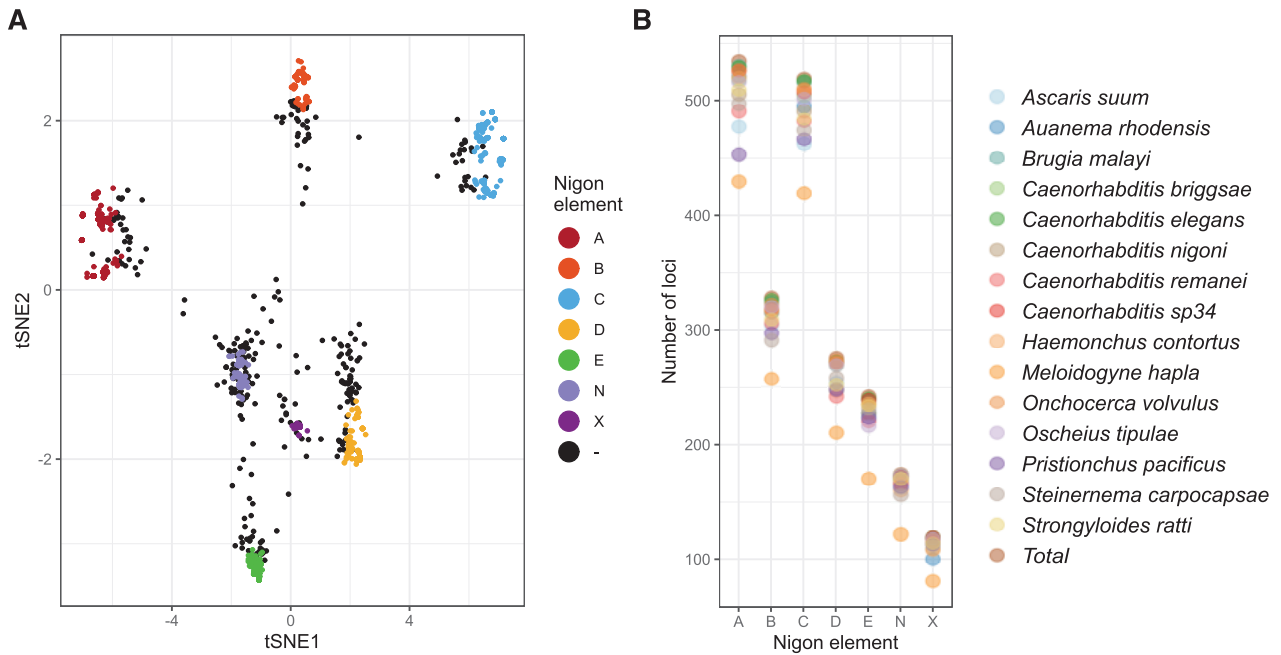 A
B
tSNE2
2
0
-2
-4
0
4
tSNE1
Nigon
element
A
B
C
D
E
N
X
-
Number of loci
500
400
300
200
100
A B C D E N X
Nigon element
Ascaris suum
Auanema rhodensis
Brugia malayi
Caenorhabditis briggsae
Caenorhabditis elegans
Caenorhabditis nigoni
Caenorhabditis remanei
Caenorhabditis sp34
Haemonchus contortus
Meloidogyne hapla
Onchocerca volvulus
Oscheius tipulae
Pristionchus pacificus
Steinernema carpocapsae
Strongyloides ratti
Total